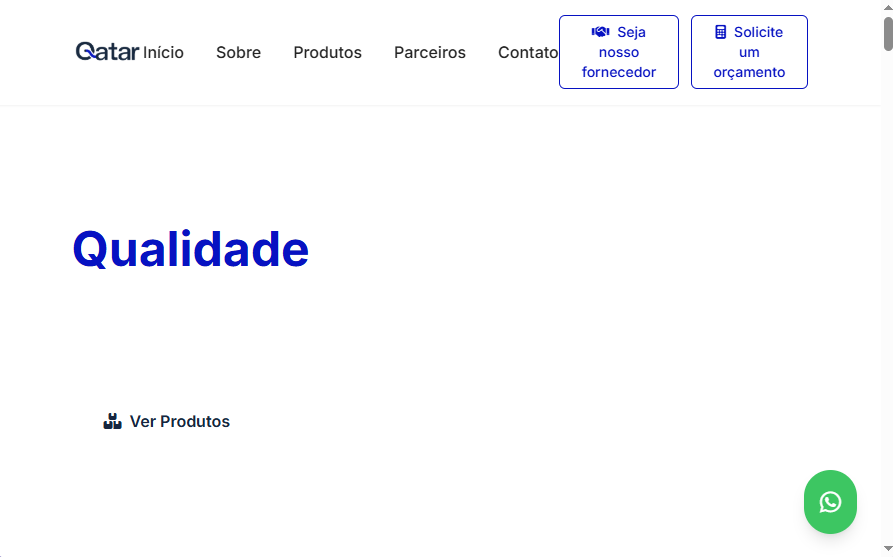 Qatar
Início
Sobre
Produtos
Parceiros
Contato
Seja
nosso
fornecedor
Solicite
um
orçamento
Qualidade
Ver Produtos